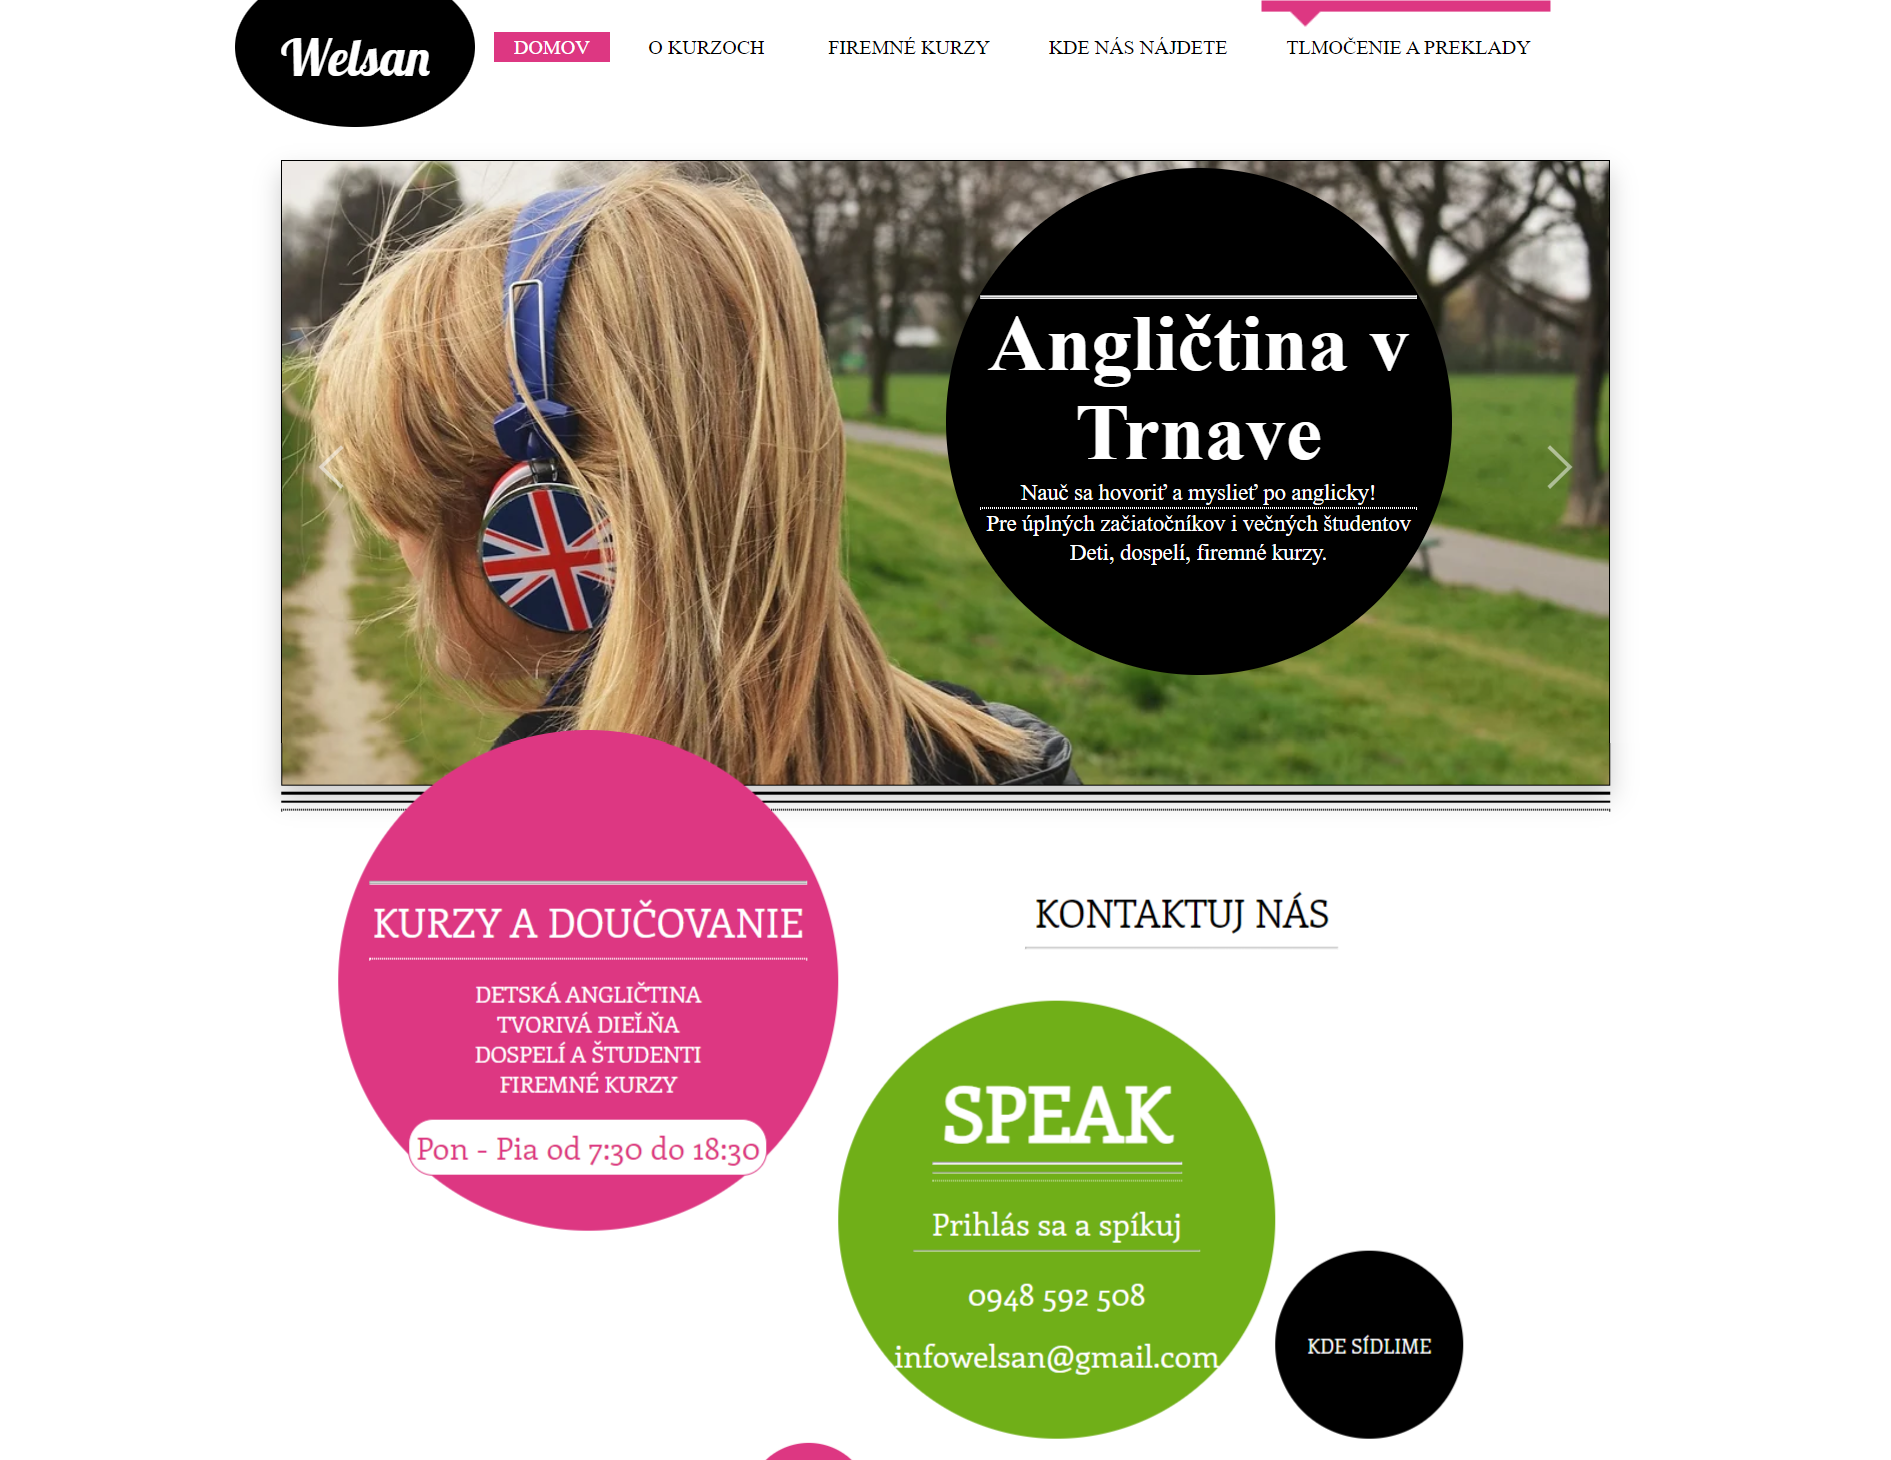 Welsan
DOMOV
O KURZOCH
FIREMNÉ KURZY
KDE NÁS NÁJDETE
TLMOČENIE A PREKLADY
Angličtina v
Trnave
Nauč sa hovoriť a myslieť po anglicky!
Pre úplných začiatočníkov i večných študentov
Deti, dospelí, firemné kurzy.
KURZY A DOUČOVANIE
DETSKÁ ANGLIČTINA
TVORIVÁ DIEĽŇA
DOSPELÍ A ŠTUDENTI
FIREMNÉ KURZY
Pon - Pia od 7:30 do 18:30
KONTAKTUJ NÁS
SPEAK
Prihlás sa a spíkuj
0948 592 508
infowelsan@gmail.com
KDE SÍDLIME